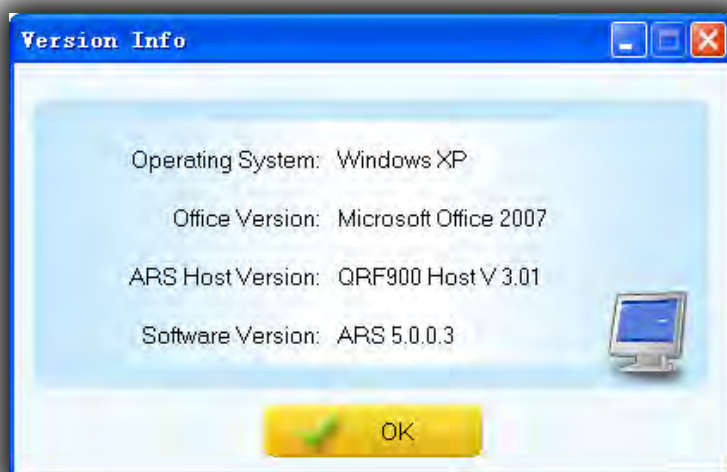 Version Info
Operating System: Windows XP
Office Version: Microsoft Office 2007
ARS Host Version: QRF900 Host V 3.01
Software Version: ARS 5.0.0.3
OK